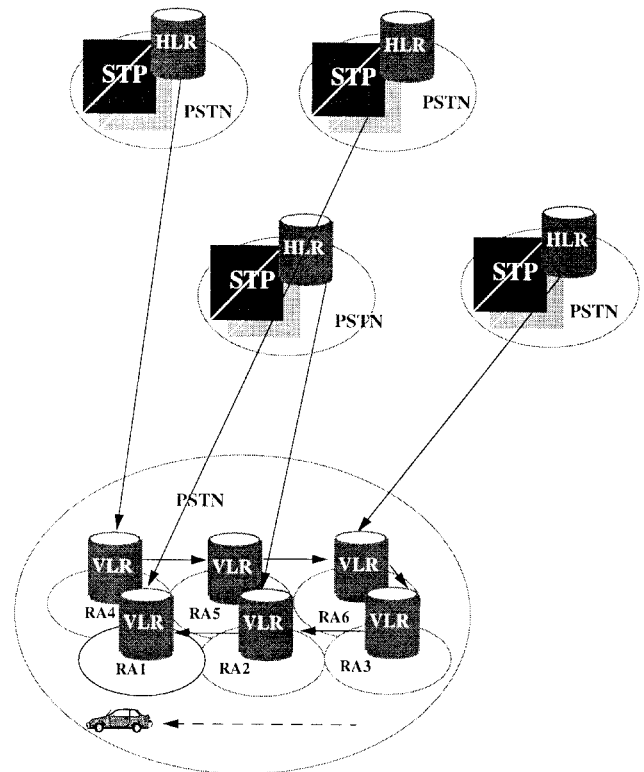 HLR
STP
PSTN
HLR
STP
PSTN
HLR
STP
PSTN
HLR
STP
PSTN
PSTN
VLR
VLR
VLR
RA4
VLR
RA5
VLR
RA6
VLR
RA1
RA2
RA3